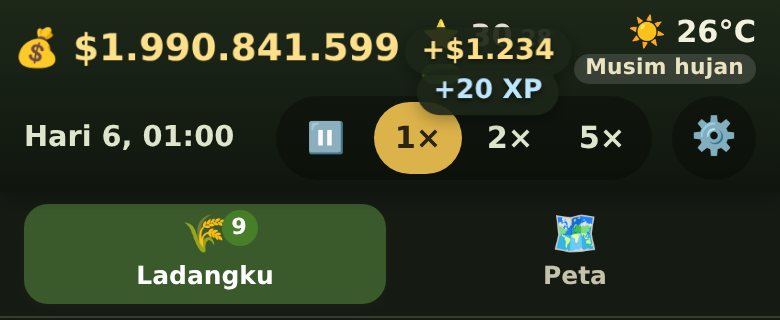 $1.990.841.599
+$1.234
26°C
+20 XP
Musim hujan
Hari 6, 01:00
1×
2×
5×
9
Ladangku
Peta